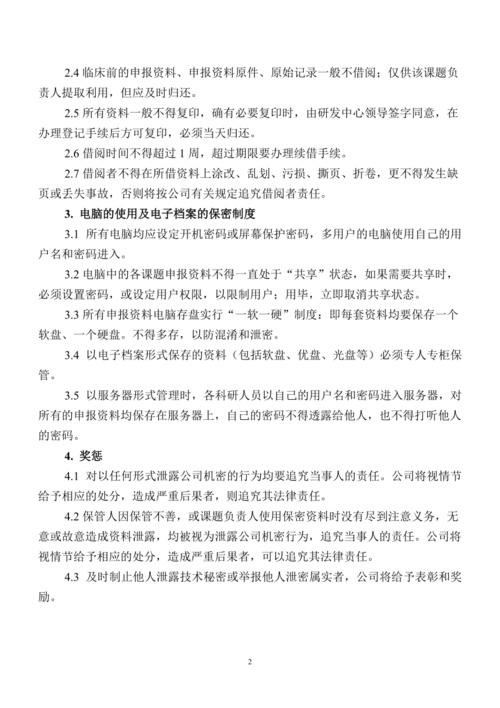 2.4 临床前的申报资料、申报资料原件、原始记录一般不借阅；仅供该课题负
责人提取利用，但应及时归还。
2.5 所有资料一般不得复印，确有必要复印时，由研发中心领导签字同意，在
办理登记手续后方可复印，必须当天归还。
2.6 借阅时间不得超过 1 周，超过期限要办理续借手续。
2.7 借阅者不得在所借资料上涂改、乱划、污损、撕页、折卷，更不得发生缺
页或丢失事故，否则将按公司有关规定追究借阅者责任。
3. 电脑的使用及电子档案的保密制度
3.1 所有电脑均应设定开机密码或屏幕保护密码，多用户的电脑使用自己的用
户名和密码进入。
3.2 电脑中的各课题申报资料不得一直处于“共享”状态，如果需要共享时，
必须设置密码，或设定用户权限，以限制用户；用毕，立即取消共享状态。
3.3 所有申报资料电脑存盘实行“一软一硬”制度：即每套资料均要保存一个
软盘、一个硬盘。不得多存，以防混淆和泄密。
3.4 以电子档案形式保存的资料（包括软盘、优盘、光盘等）必须专人专柜保
管。
3.5 以服务器形式管理时，各科研人员以自己的用户名和密码进入服务器，对
所有的申报资料均保存在服务器上，自己的密码不得透露给他人，也不得打听他人
的密码。
4. 奖惩
4.1 对以任何形式泄露公司机密的行为均要追究当事人的责任。公司将视情节
给予相应的处分，造成严重后果者，则追究其法律责任。
4.2 保管人因保管不善，或课题负责人使用保密资料时没有尽到注意义务，无
意或故意造成资料泄露，均被视为泄露公司机密行为，追究当事人的责任。公司将
视情节给予相应的处分，造成严重后果者，可以追究其法律责任。
4.3 及时制止他人泄露技术秘密或举报他人泄密属实者，公司将给予表彰和奖
励。
2